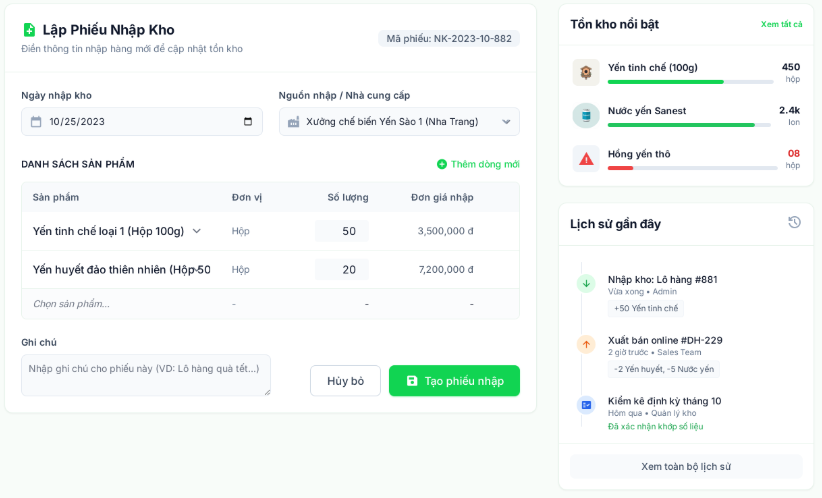 Lập Phiếu Nhập Kho
Điền thông tin nhập hàng mới để cập nhật tồn kho
Mã phiếu: NK-2023-10-882
Ngày nhập kho
10/25/2023
Nguồn nhập / Nhà cung cấp
Xưởng chế biến Yến Sào 1 (Nha Trang)
DANH SÁCH SẢN PHẨM
Thêm dòng mới
Sản phẩm Đơn vị Số lượng Đơn giá nhập
Yến tinh chế loại 1 (Hộp 100g) Hộp 50 3,500,000 đ
Yến huyết đảo thiên nhiên (Hộp 50 Hộp 20 7,200,000 đ
Chọn sản phẩm... - - -
Ghi chú
Nhập ghi chú cho phiếu này (VD: Lô hàng quà tết...)
Hủy bỏ
Tạo phiếu nhập
Tồn kho nổi bật
Xem tất cả
Yến tinh chế (100g) 450
hộp
Nước yến Sanest 2.4k
lon
Hồng yến thô 08
hộp
Lịch sử gần đây
Nhập kho: Lô hàng #881
Vừa xong • Admin
+50 Yến tinh chế
Xuất bán online #DH-229
2 giờ trước • Sales Team
-2 Yến huyết, -5 Nước yến
Kiểm kê định kỳ tháng 10
Hôm qua • Quản lý kho
Đã xác nhận khớp số liệu
Xem toàn bộ lịch sử